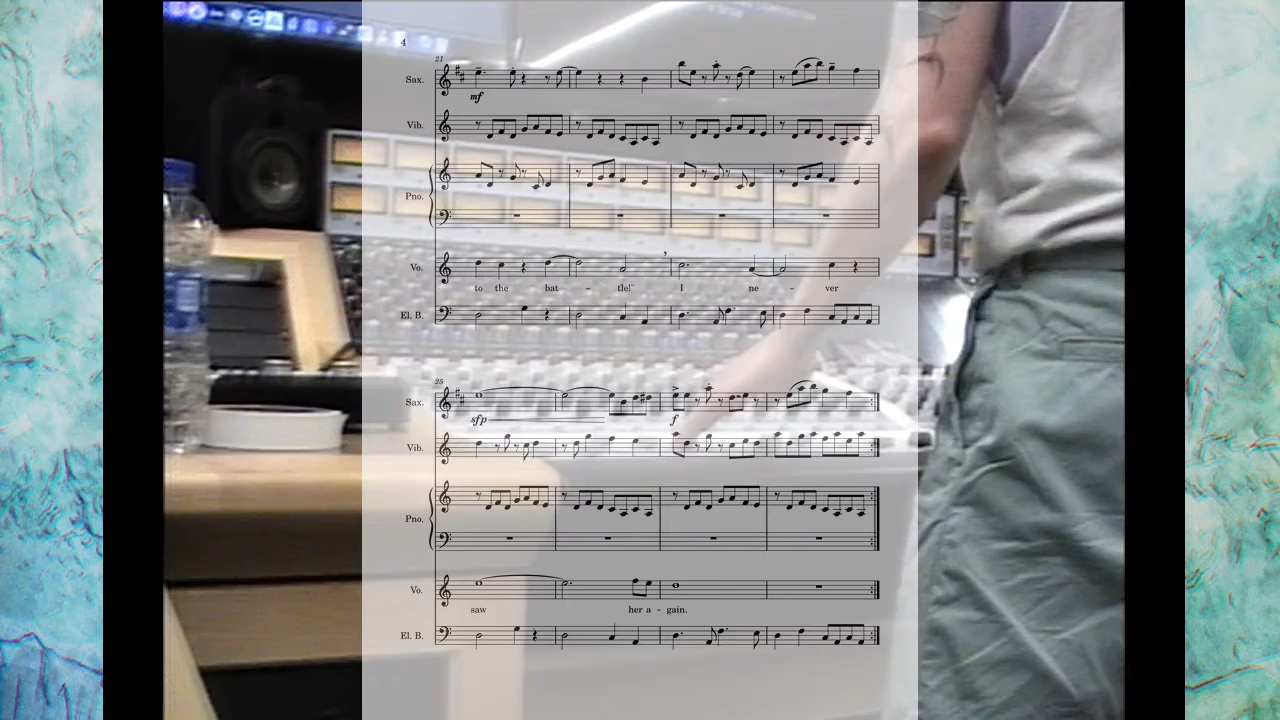 4
21
Sax.
mf
Vib.
Pno.
Vo.
to the bat - tle!" I ne - ver
El. B.
25
Sax.
sfp
f
Vib.
Pno.
Vo.
saw her a - gain.
El. B.